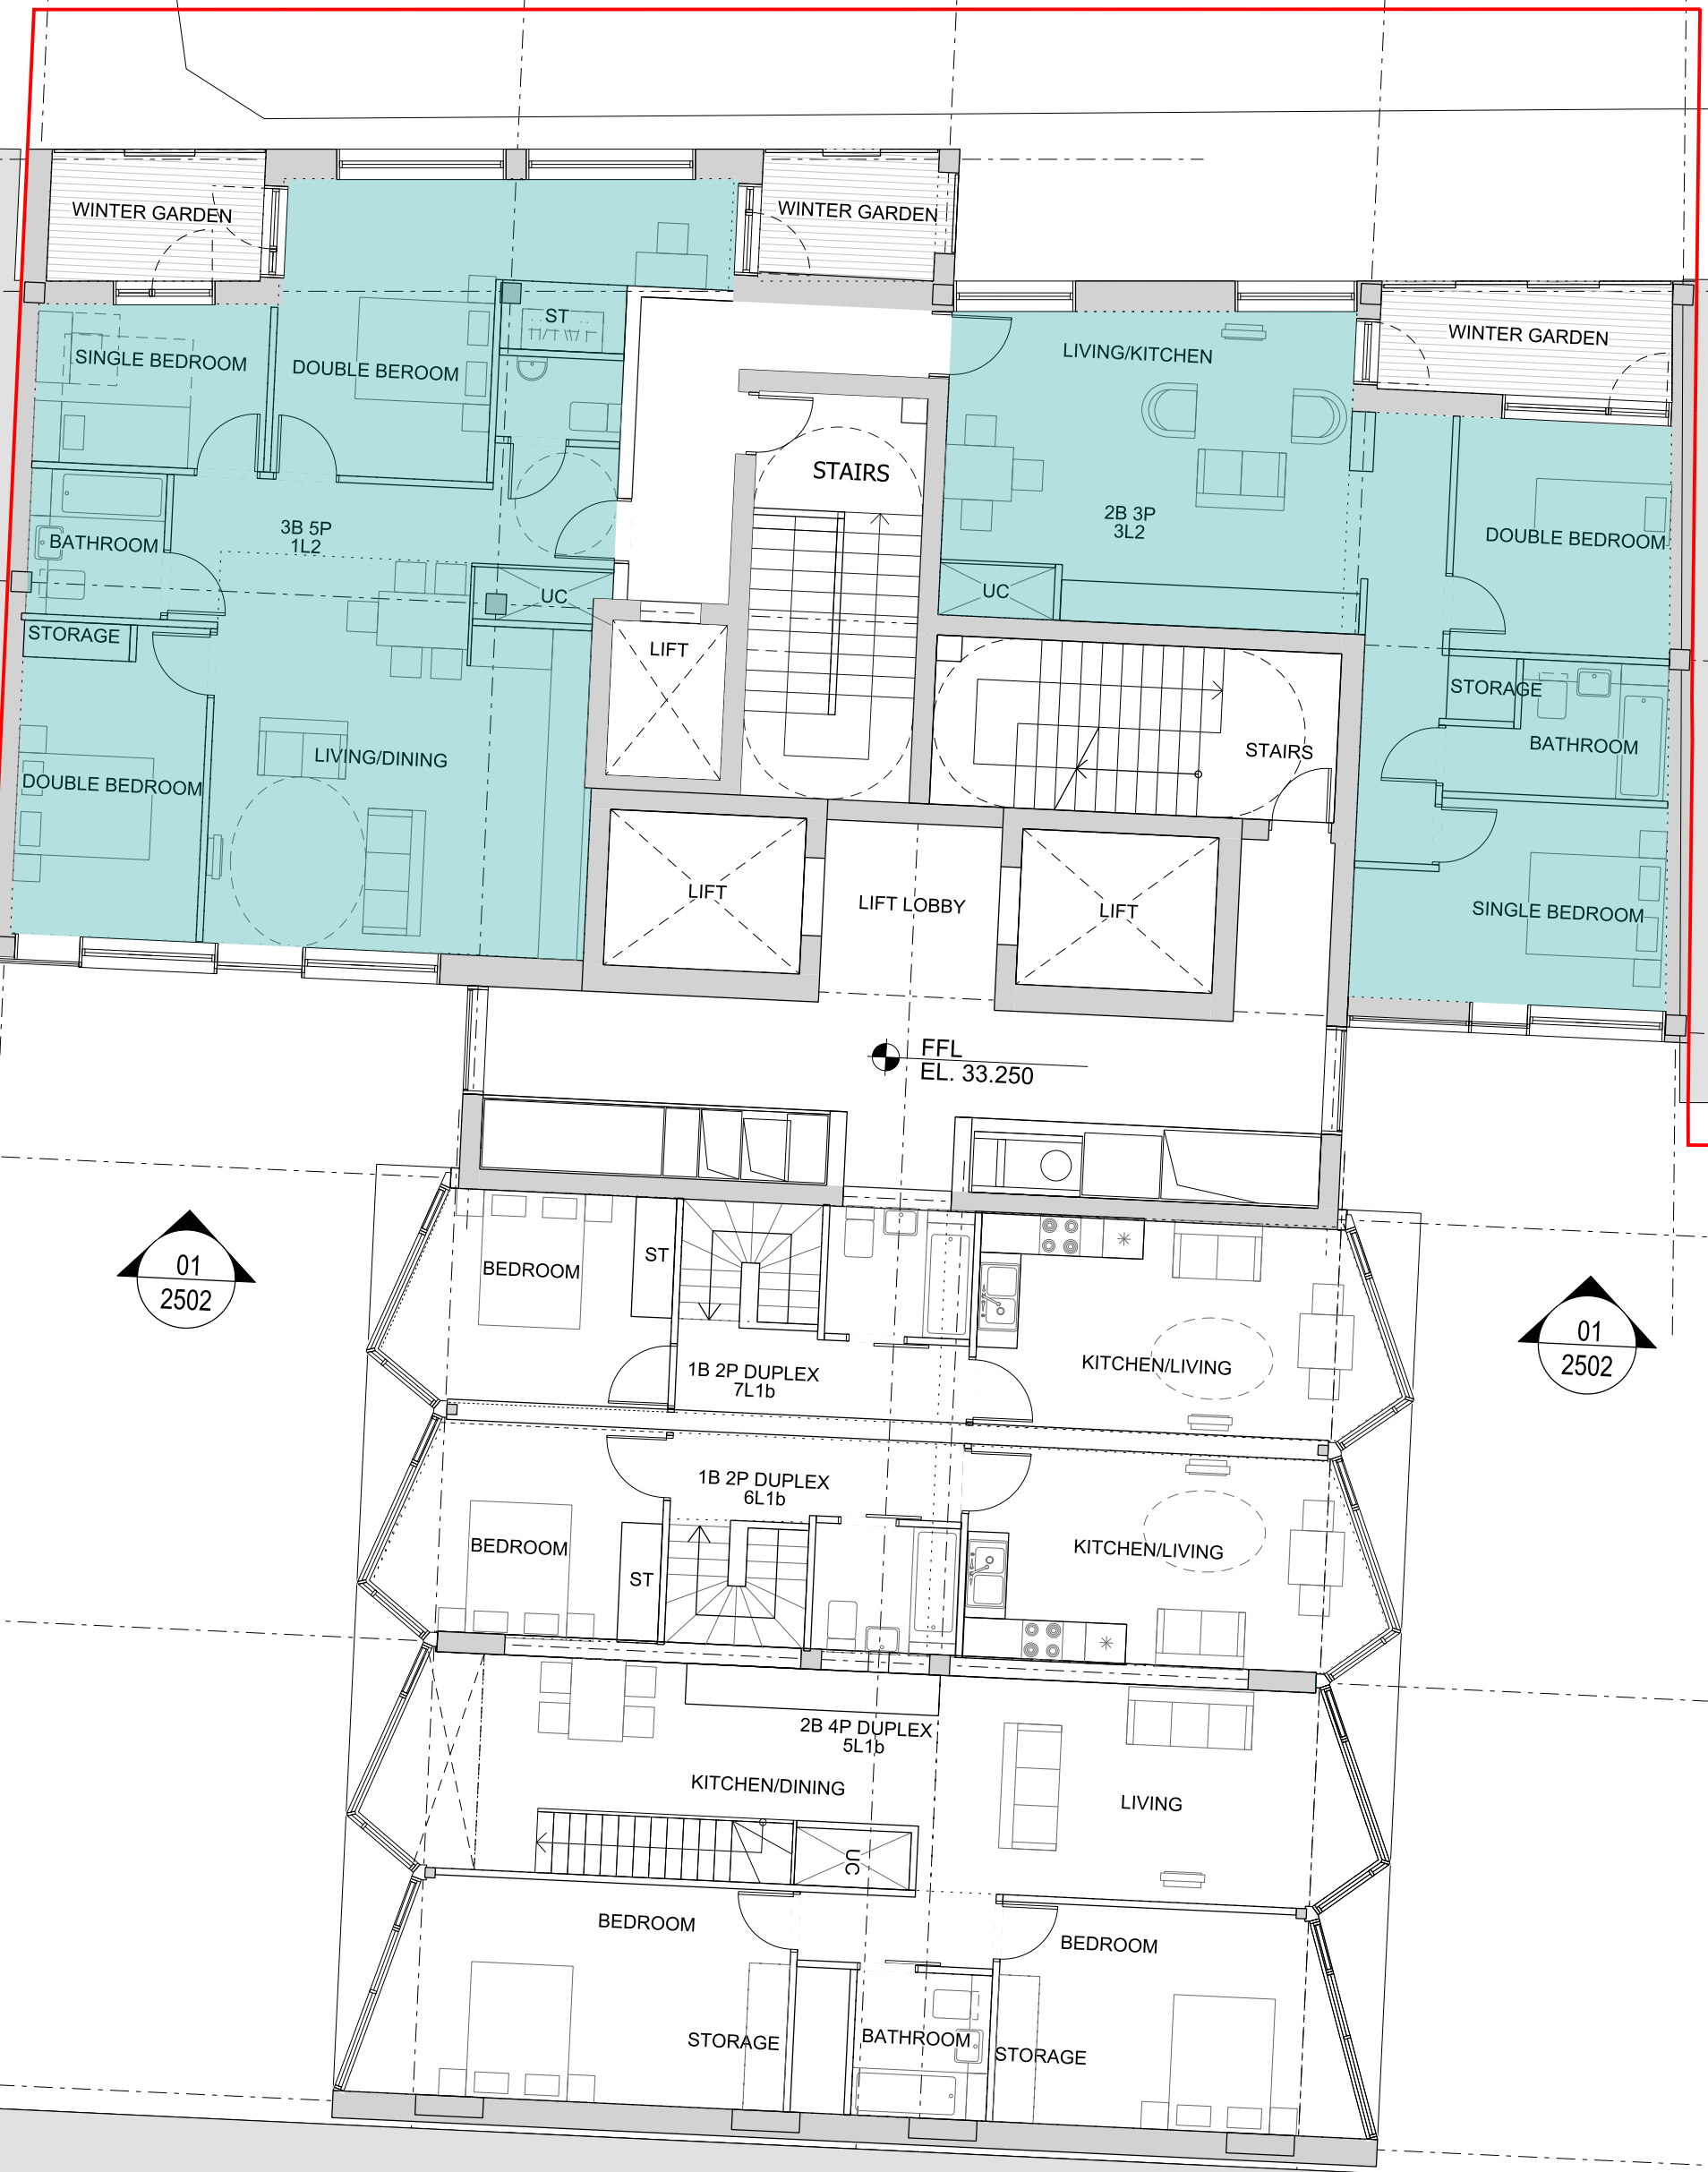 WINTER GARDEN
WINTER GARDEN
WINTER GARDEN
ST
SINGLE BEDROOM
DOUBLE BEROOM
LIVING/KITCHEN
STAIRS
3B 5P
1L2
2B 3P
3L2
BATHROOM
DOUBLE BEDROOM
UC
UC
STORAGE
LIFT
STORAGE
STAIRS
BATHROOM
LIVING/DINING
DOUBLE BEDROOM
LIFT
LIFT LOBBY
LIFT
SINGLE BEDROOM
FFL
EL. 33.250
01
2502
BEDROOM
ST
KITCHEN/LIVING
1B 2P DUPLEX
7L1b
01
2502
1B 2P DUPLEX
6L1b
BEDROOM
KITCHEN/LIVING
ST
2B 4P DUPLEX
5L1b
KITCHEN/DINING
LIVING
UC
BEDROOM
BEDROOM
STORAGE
BATHROOM
STORAGE